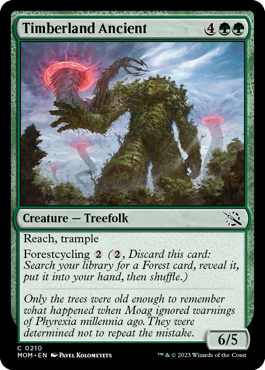 Timberland Ancient 4
Creature — Treefolk
Reach, trample
Forestcycling 2 (2, Discard this card:
Search your library for a Forest card, reveal it,
put it into your hand, then shuffle.)
Only the trees were old enough to remember
what happened when Moag ignored warnings
of Phyrexia millennia ago. They were
determined not to repeat the mistake.
6/5
C 0210
MOM • EN Pavel Kolomeyets
™ & © 2023 Wizards of the Coast